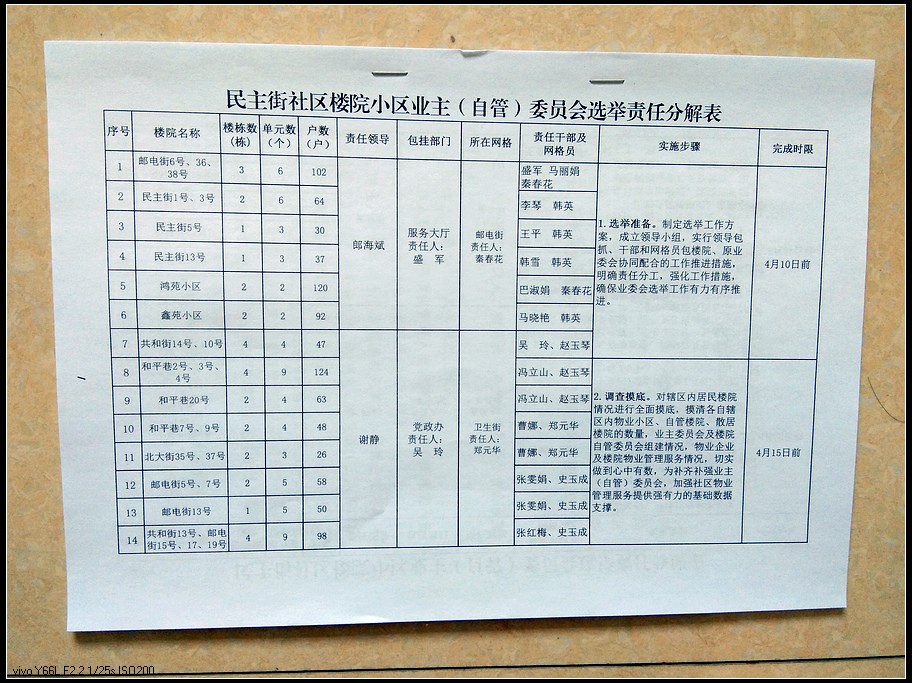 民主街社区楼院小区业主（自管）委员会选举责任分解表
序号 楼院名称 楼栋数(栋) 单元数(个) 户数(户) 责任领导 包挂部门 所在网格 责任干部及网格员 实施步骤 完成时限
1 邮电街6号、36、38号 3 6 102 盛军 马丽娟 秦春花
2 民主街1号、3号 2 6 64 李琴 韩英
3 民主街5号 1 3 30 王平 韩英
4 民主街13号 1 3 37 韩雪 韩英
5 鸿苑小区 2 2 120 巴淑娟 秦春花
6 鑫苑小区 2 2 92 马晓艳 韩英
郎海斌
服务大厅
责任人：
盛 军
邮电街
责任人：
秦春花
1. 选举准备。制定选举工作方
案，成立领导小组，实行领导包
抓、干部和网格员包楼院、原业
委会协同配合的工作推进措施，
明确责任分工，强化工作措施，
确保业委会选举工作有力有序推
进。
4月10日前
7 共和街14号、10号 4 4 47 吴 玲、赵玉琴
8 和平巷2号、3号、4号 4 9 124 冯立山、赵玉琴
9 和平巷20号 2 4 63 冯立山、赵玉琴
10 和平巷7号、9号 2 4 48 曹娜、郑元华
11 北大街35号、37号 2 3 26 曹娜、郑元华
12 邮电街5号、7号 2 5 58 张雯娟、史玉成
13 邮电街13号 1 5 50 张雯娟、史玉成
14 共和街13号、邮电街15号、17、19号 4 9 98 张红梅、史玉成
谢静
党政办
责任人：
吴 玲
卫生街
责任人：
郑元华
2. 调查摸底。对辖区内居民楼院
情况进行全面摸底，摸清各自辖
区内物业小区、自管楼院、散居
楼院的数量，业主委员会及楼院
自管委员会组建情况，物业企业
及楼院物业管理服务情况，切实
做到心中有数，为补齐补强业主
（自管）委员会，加强社区物业
管理服务提供强有力的基础数据
支撑。
4月15日前
vivo Y66L F2.2 1/25s ISO200